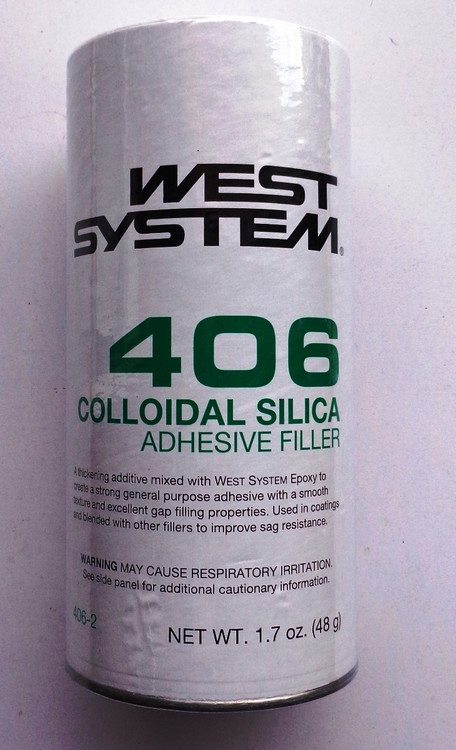 WEST
SYSTEM®
406
COLLOIDAL SILICA
ADHESIVE FILLER
A thickening additive mixed with WEST SYSTEM Epoxy to
create a strong general purpose adhesive with a smooth
texture and excellent gap filling properties. Used in coatings
and blended with other fillers to improve sag resistance.
WARNING MAY CAUSE RESPIRATORY IRRITATION.
See side panel for additional cautionary information.
406-2
NET WT. 1.7 oz. (48 g)